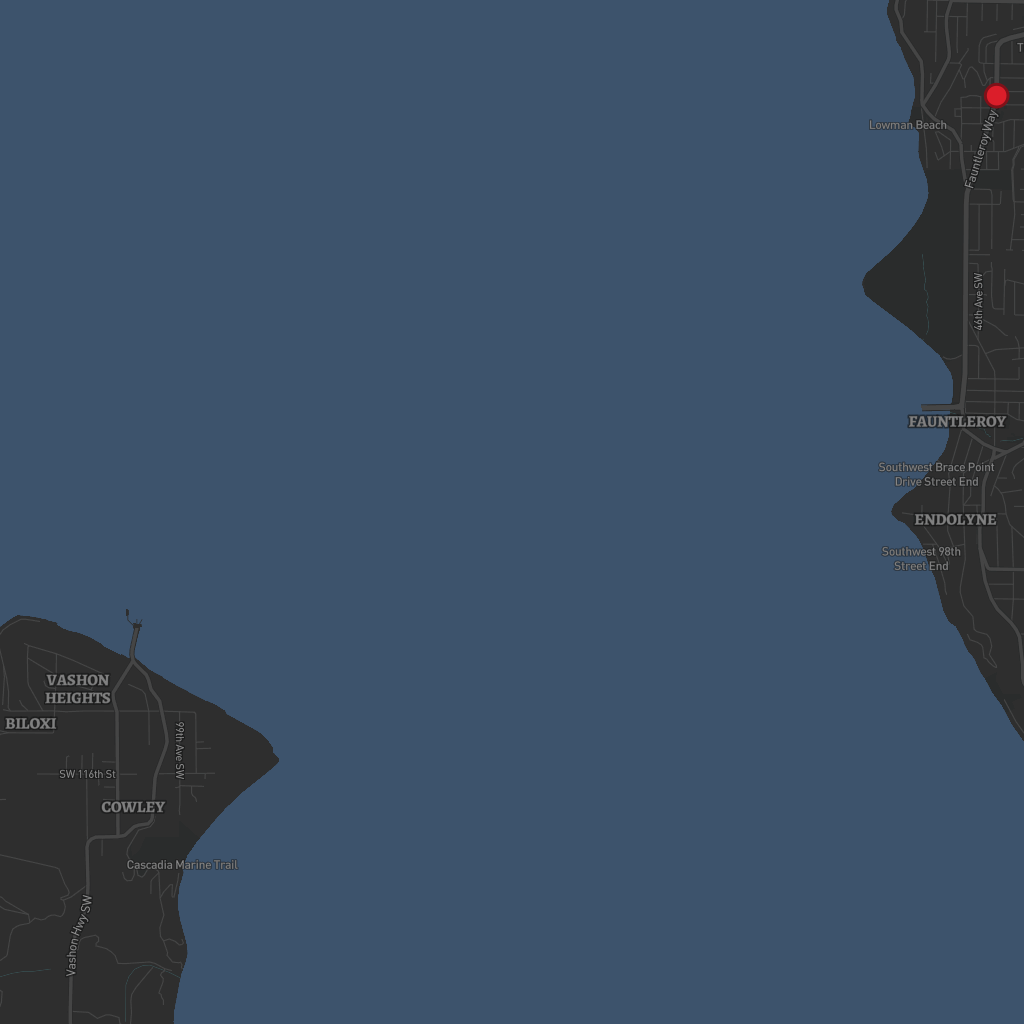 T
Lowman Beach
Fauntleroy Way
46th Ave SW
FAUNTLEROY
Southwest Brace Point
Drive Street End
ENDOLYNE
Southwest 98th
Street End
VASHON
HEIGHTS
BILOXI
99th Ave SW
SW 116th St
COWLEY
Cascadia Marine Trail
Vashon Hwy SW